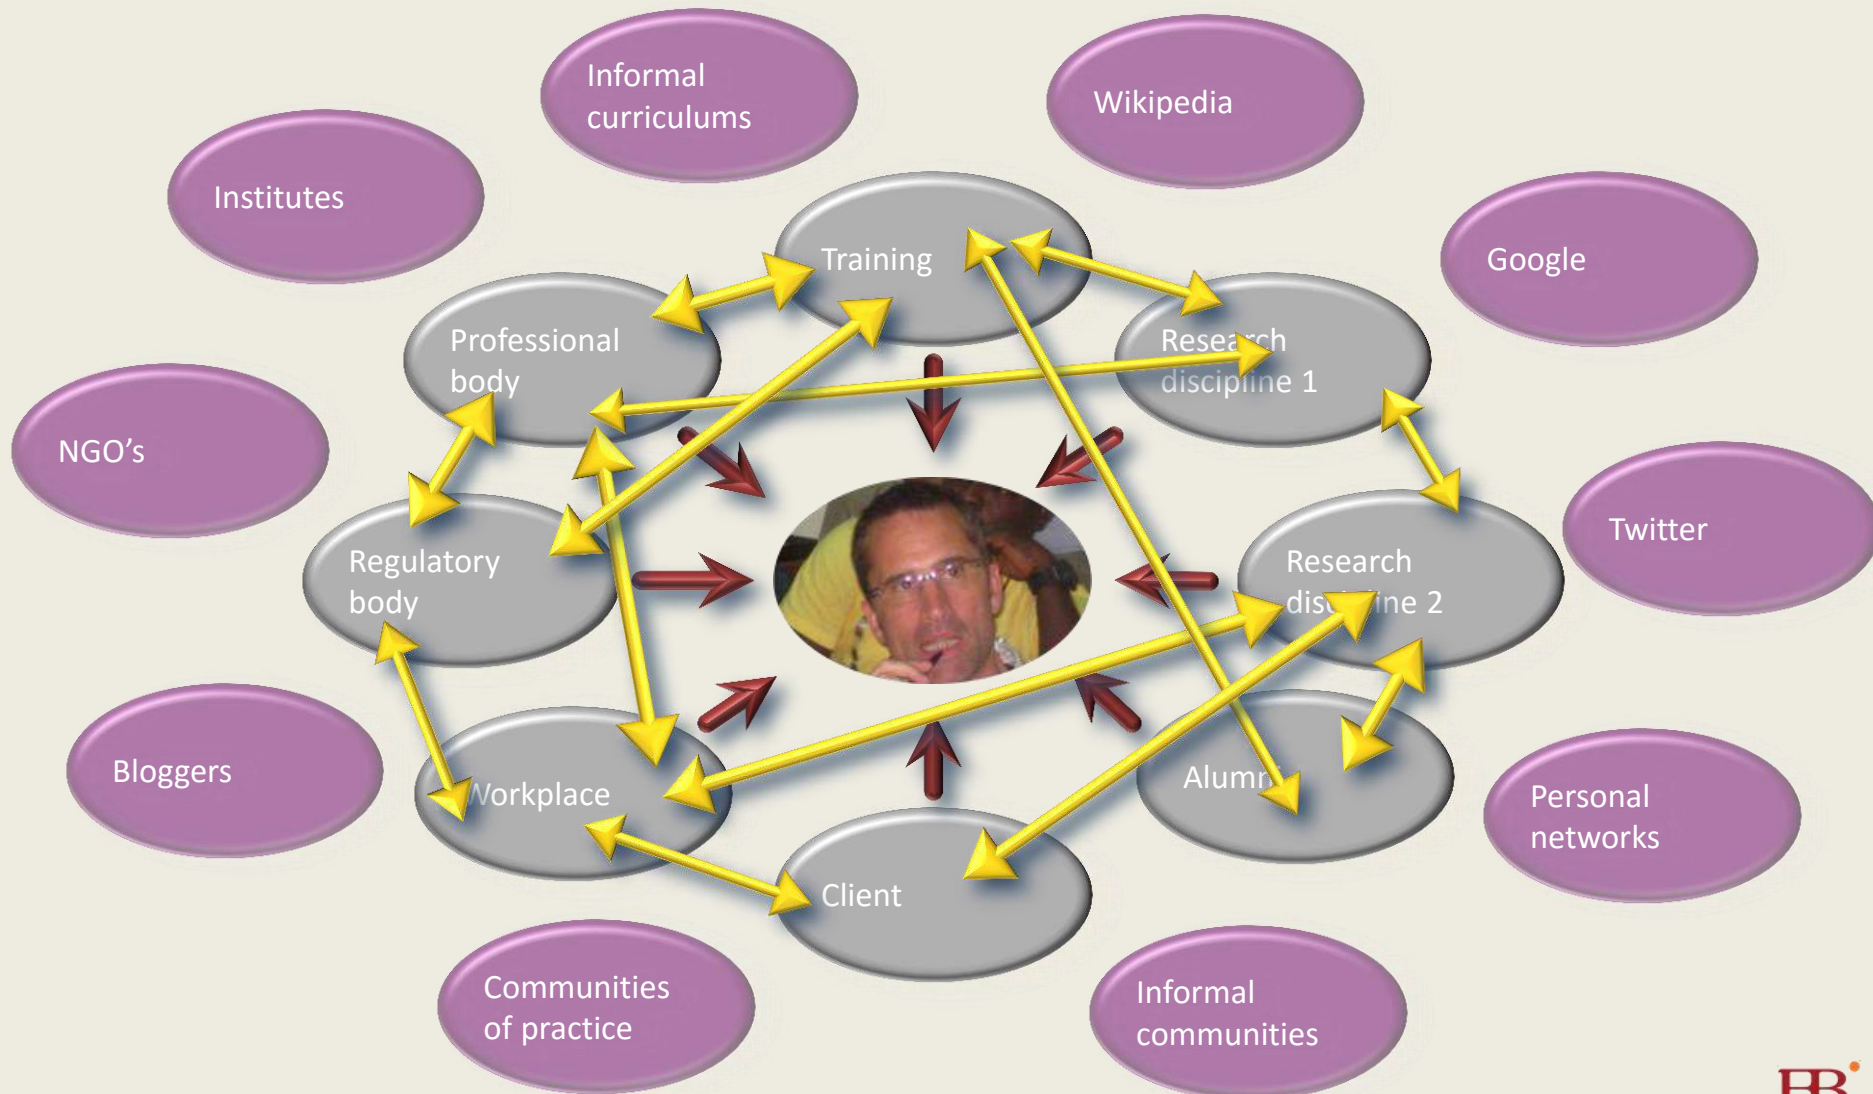 Informal
curriculums
Wikipedia
Institutes
Training
Google
Professional
body
Research
discipline 1
NGO’s
Twitter
Regulatory
body
Research
discipline 2
Bloggers
Workplace
Alumni
Personal
networks
Client
Communities
of practice
Informal
communities